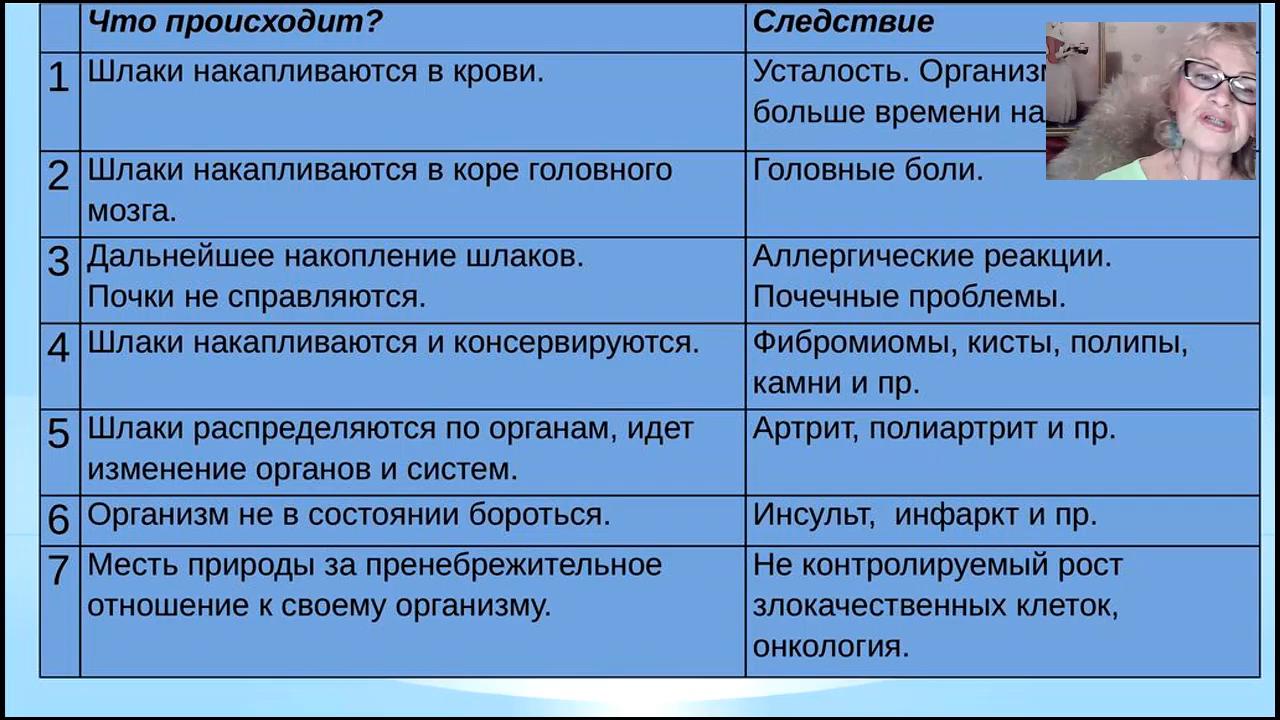 Что происходит? Следствие
1 Шлаки накапливаются в крови. Усталость.
больше времени на
2 Шлаки накапливаются в коре головного Головные боли.
мозга.
3 Дальнейшее накопление шлаков. Аллергические реакции.
Почки не справляются. Почечные проблемы.
4 Шлаки накапливаются и консервируются. Фибромиомы, кисты, полипы,
камни и пр.
5 Шлаки распределяются по органам, идет Артрит, полиартрит и пр.
изменение органов и систем.
6 Организм не в состоянии бороться. Инсульт, инфаркт и пр.
7 Месть природы за пренебрежительное Не контролируемый рост
отношение к своему организму. злокачественных клеток,
онкология.